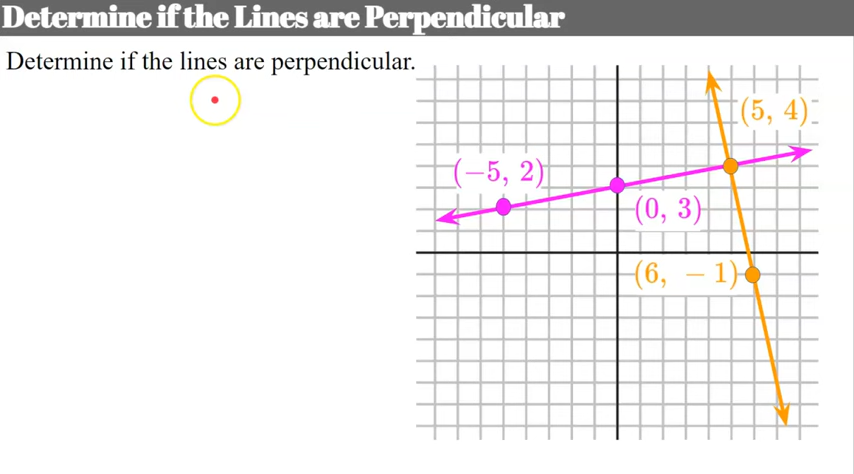 Determine if the Lines are Perpendicular
Determine if the lines are perpendicular.
(5, 4)
(−5, 2)
(0, 3)
(6, −1)